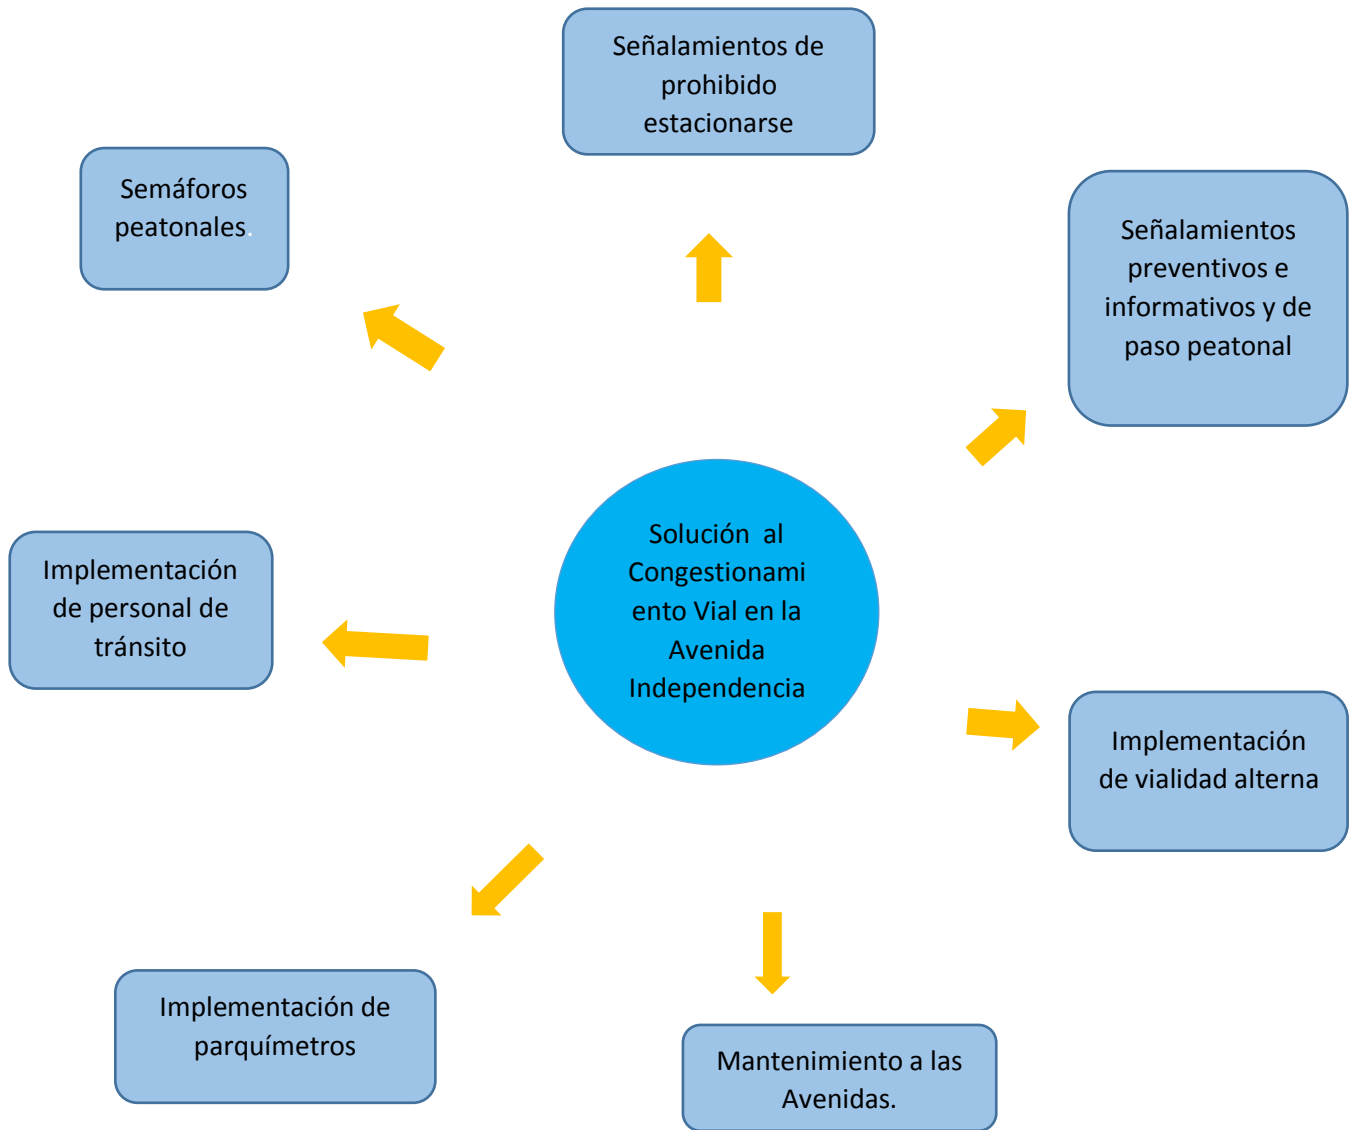 Señalamientos de
prohibido
estacionarse
Semáforos
peatonales.
Señalamientos
preventivos e
informativos y de
paso peatonal
Solución al
Congestionami
ento Vial en la
Avenida
Independencia
Implementación
de personal de
tránsito
Implementación
de vialidad alterna
Implementación de
parquímetros
Mantenimiento a las
Avenidas.